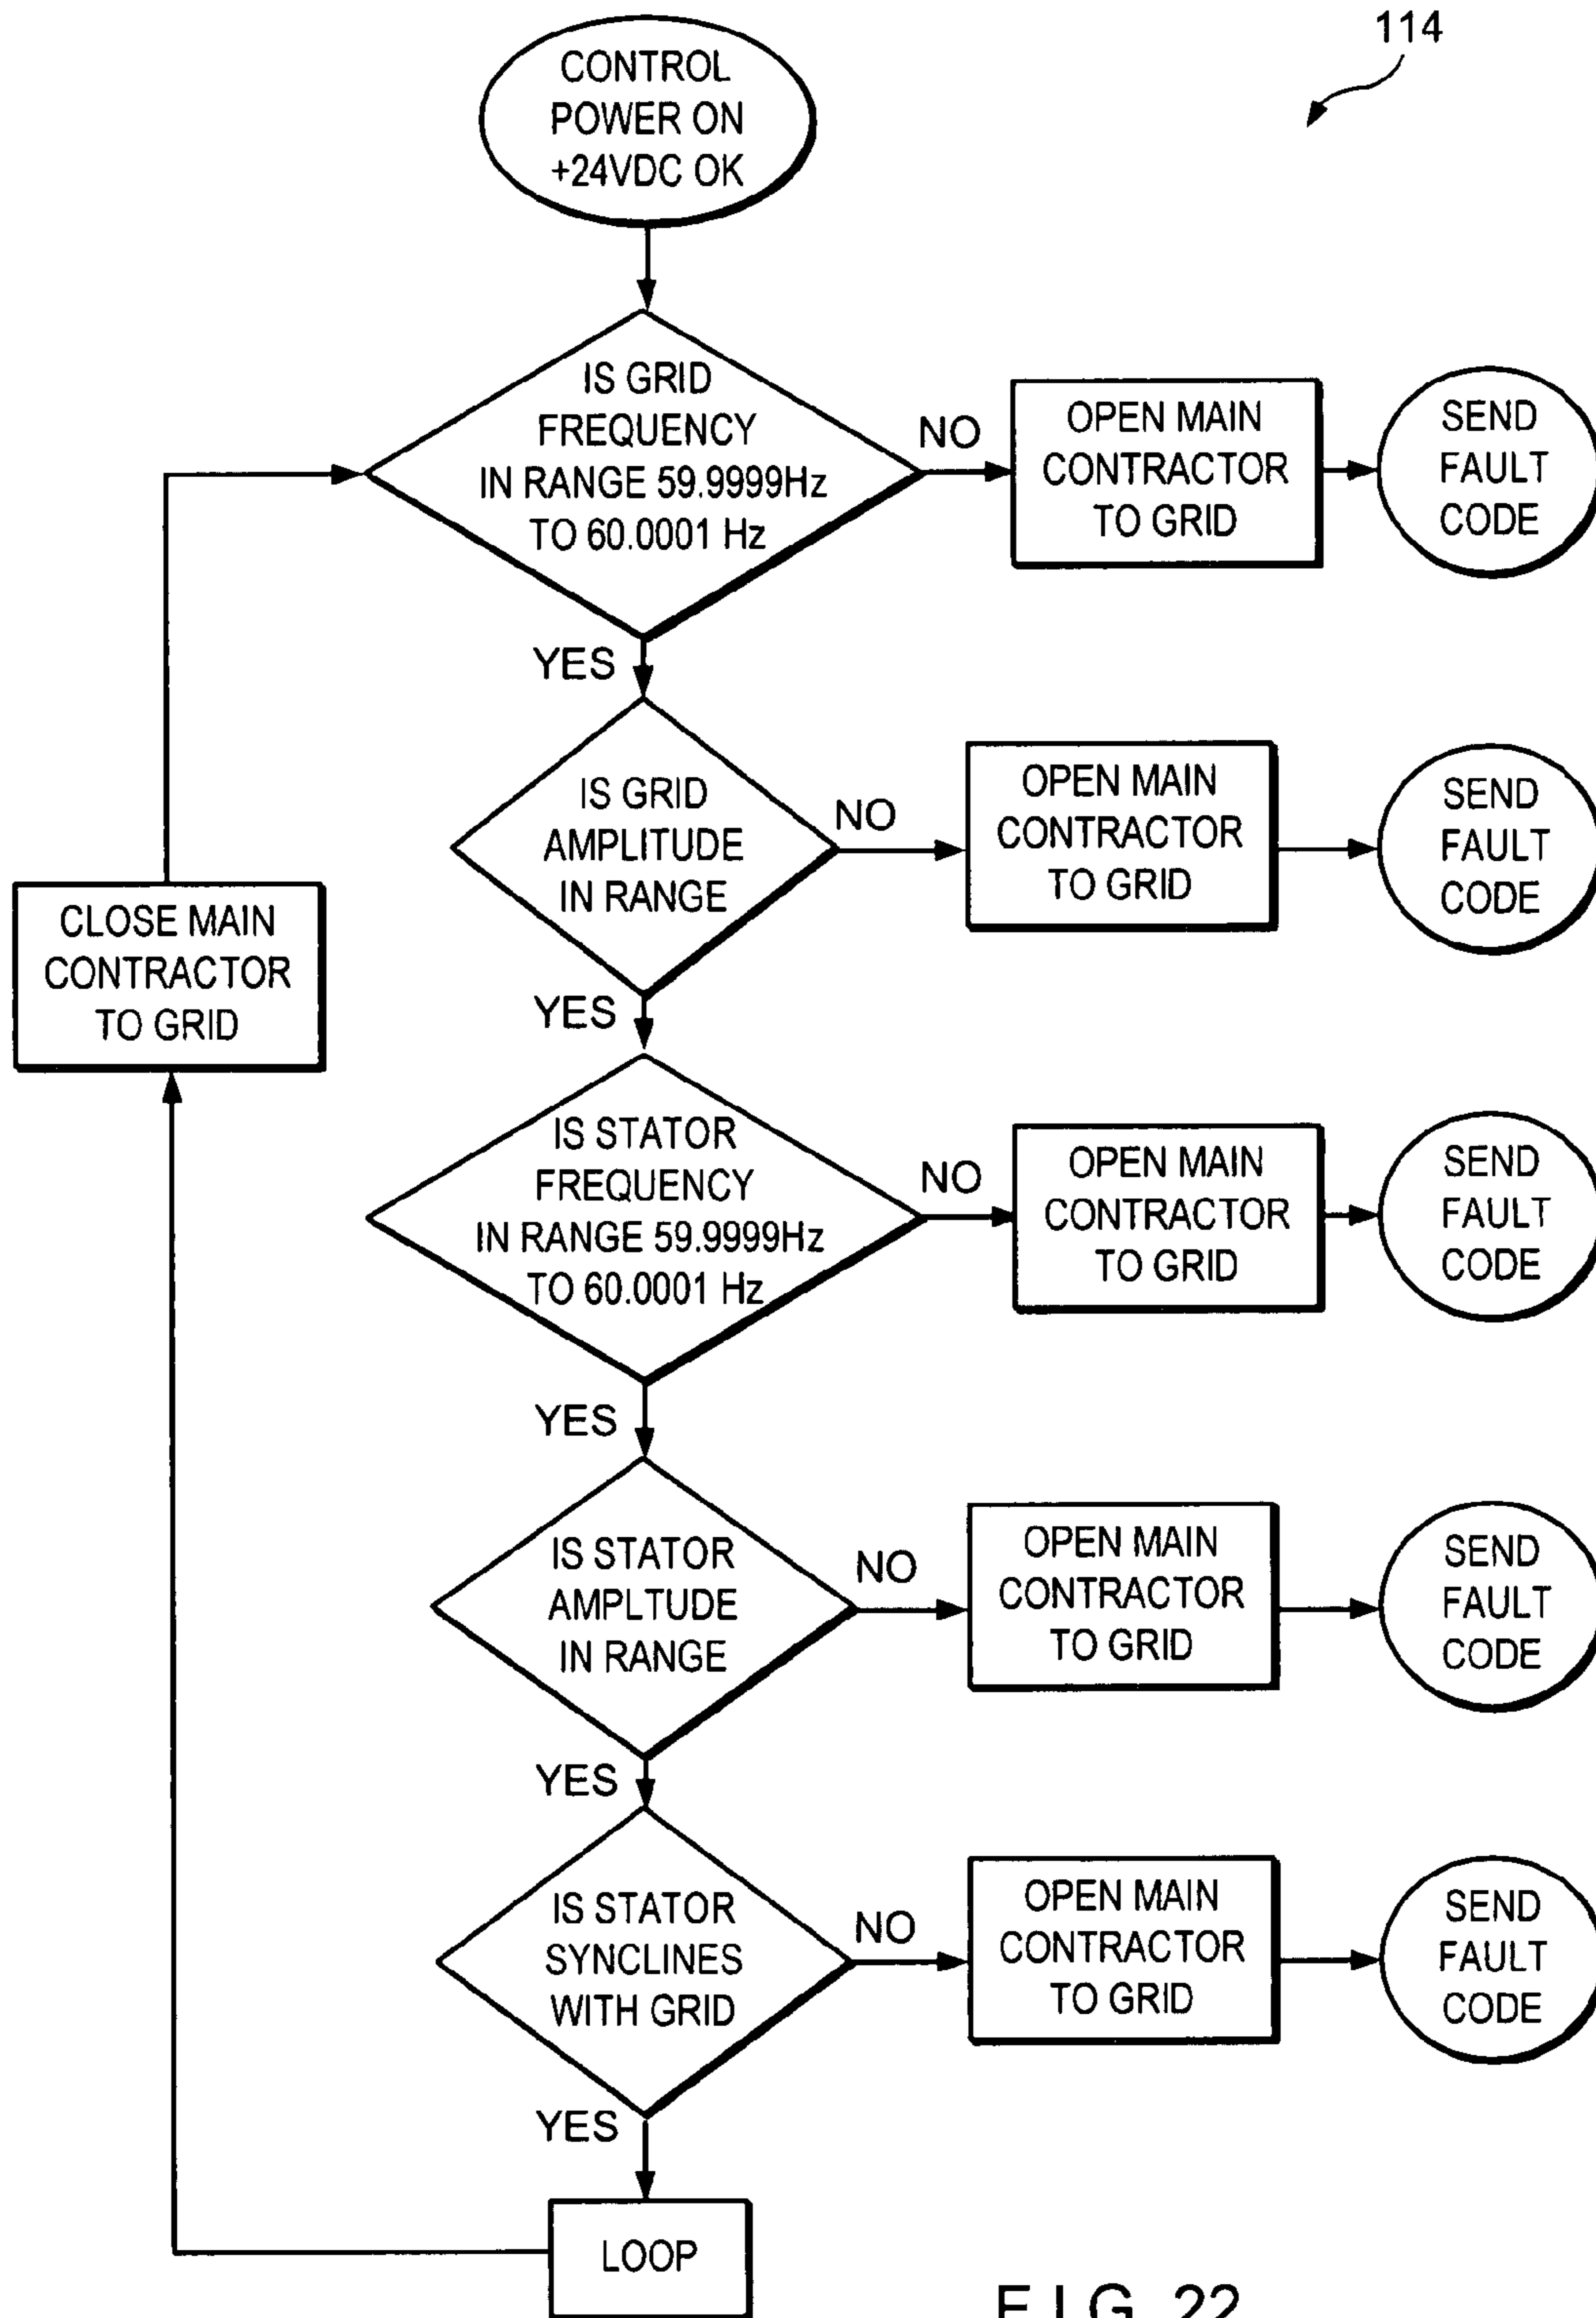 114
CONTROL
POWER ON
+24VDC OK
IS GRID
FREQUENCY
IN RANGE 59.9999Hz
TO 60.0001 Hz
NO
OPEN MAIN
CONTRACTOR
TO GRID
SEND
FAULT
CODE
YES
IS GRID
AMPLITUDE
IN RANGE
NO
OPEN MAIN
CONTRACTOR
TO GRID
SEND
FAULT
CODE
CLOSE MAIN
CONTRACTOR
TO GRID
YES
IS STATOR
FREQUENCY
IN RANGE 59.9999Hz
TO 60.0001 Hz
NO
OPEN MAIN
CONTRACTOR
TO GRID
SEND
FAULT
CODE
YES
IS STATOR
AMPLTUDE
IN RANGE
NO
OPEN MAIN
CONTRACTOR
TO GRID
SEND
FAULT
CODE
YES
IS STATOR
SYNCLINES
WITH GRID
NO
OPEN MAIN
CONTRACTOR
TO GRID
SEND
FAULT
CODE
YES
LOOP
FIG. 22